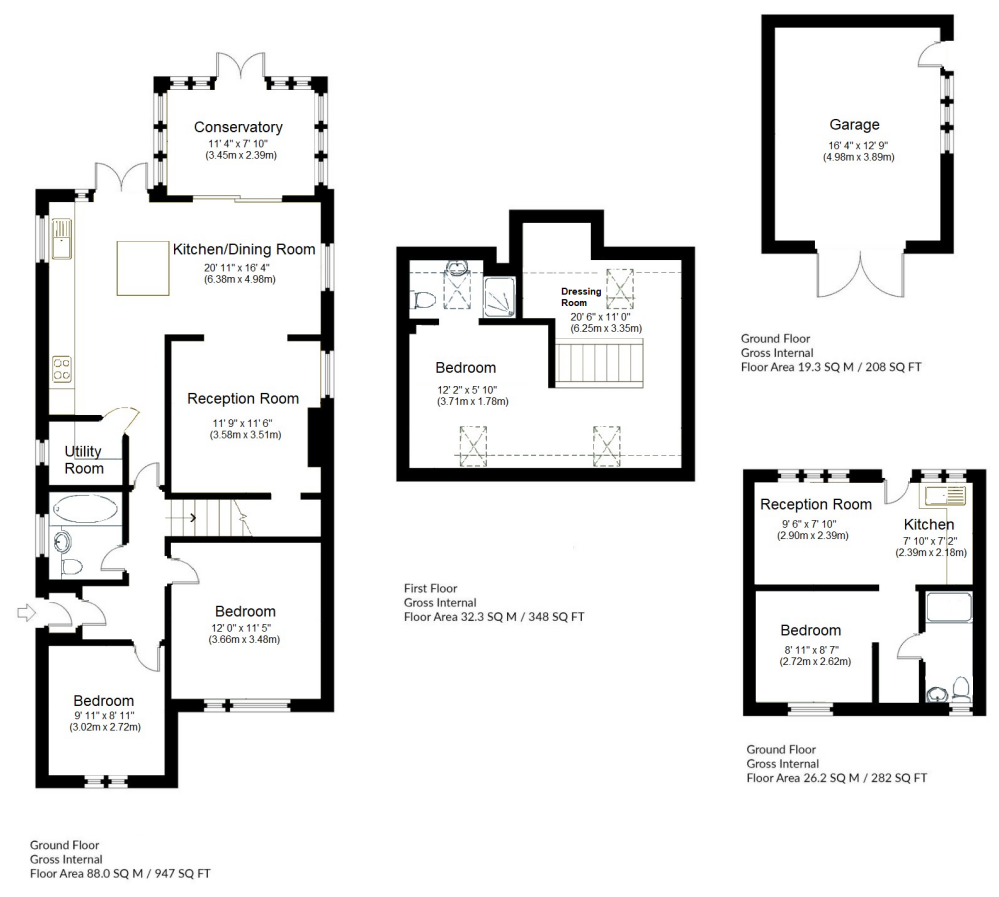 Conservatory
11' 4" x 7' 10"
(3.45m x 2.39m)
Kitchen/Dining Room
20' 11" x 16' 4"
(6.38m x 4.98m)
Reception Room
11' 9" x 11' 6"
(3.58m x 3.51m)
Utility
Room
Bedroom
12' 0" x 11' 5"
(3.66m x 3.48m)
Bedroom
9' 11" x 8' 11"
(3.02m x 2.72m)
Ground Floor
Gross Internal
Floor Area 88.0 SQ M / 947 SQ FT
Dressing
Room
20' 6" x 11' 0"
(6.25m x 3.35m)
Bedroom
12' 2" x 5' 10"
(3.71m x 1.78m)
First Floor
Gross Internal
Floor Area 32.3 SQ M / 348 SQ FT
Garage
16' 4" x 12' 9"
(4.98m x 3.89m)
Ground Floor
Gross Internal
Floor Area 19.3 SQ M / 208 SQ FT
Reception Room
9' 6" x 7' 10"
(2.90m x 2.39m)
Kitchen
7' 10" x 7' 2"
(2.39m x 2.18m)
Bedroom
8' 11" x 8' 7"
(2.72m x 2.62m)
Ground Floor
Gross Internal
Floor Area 26.2 SQ M / 282 SQ FT